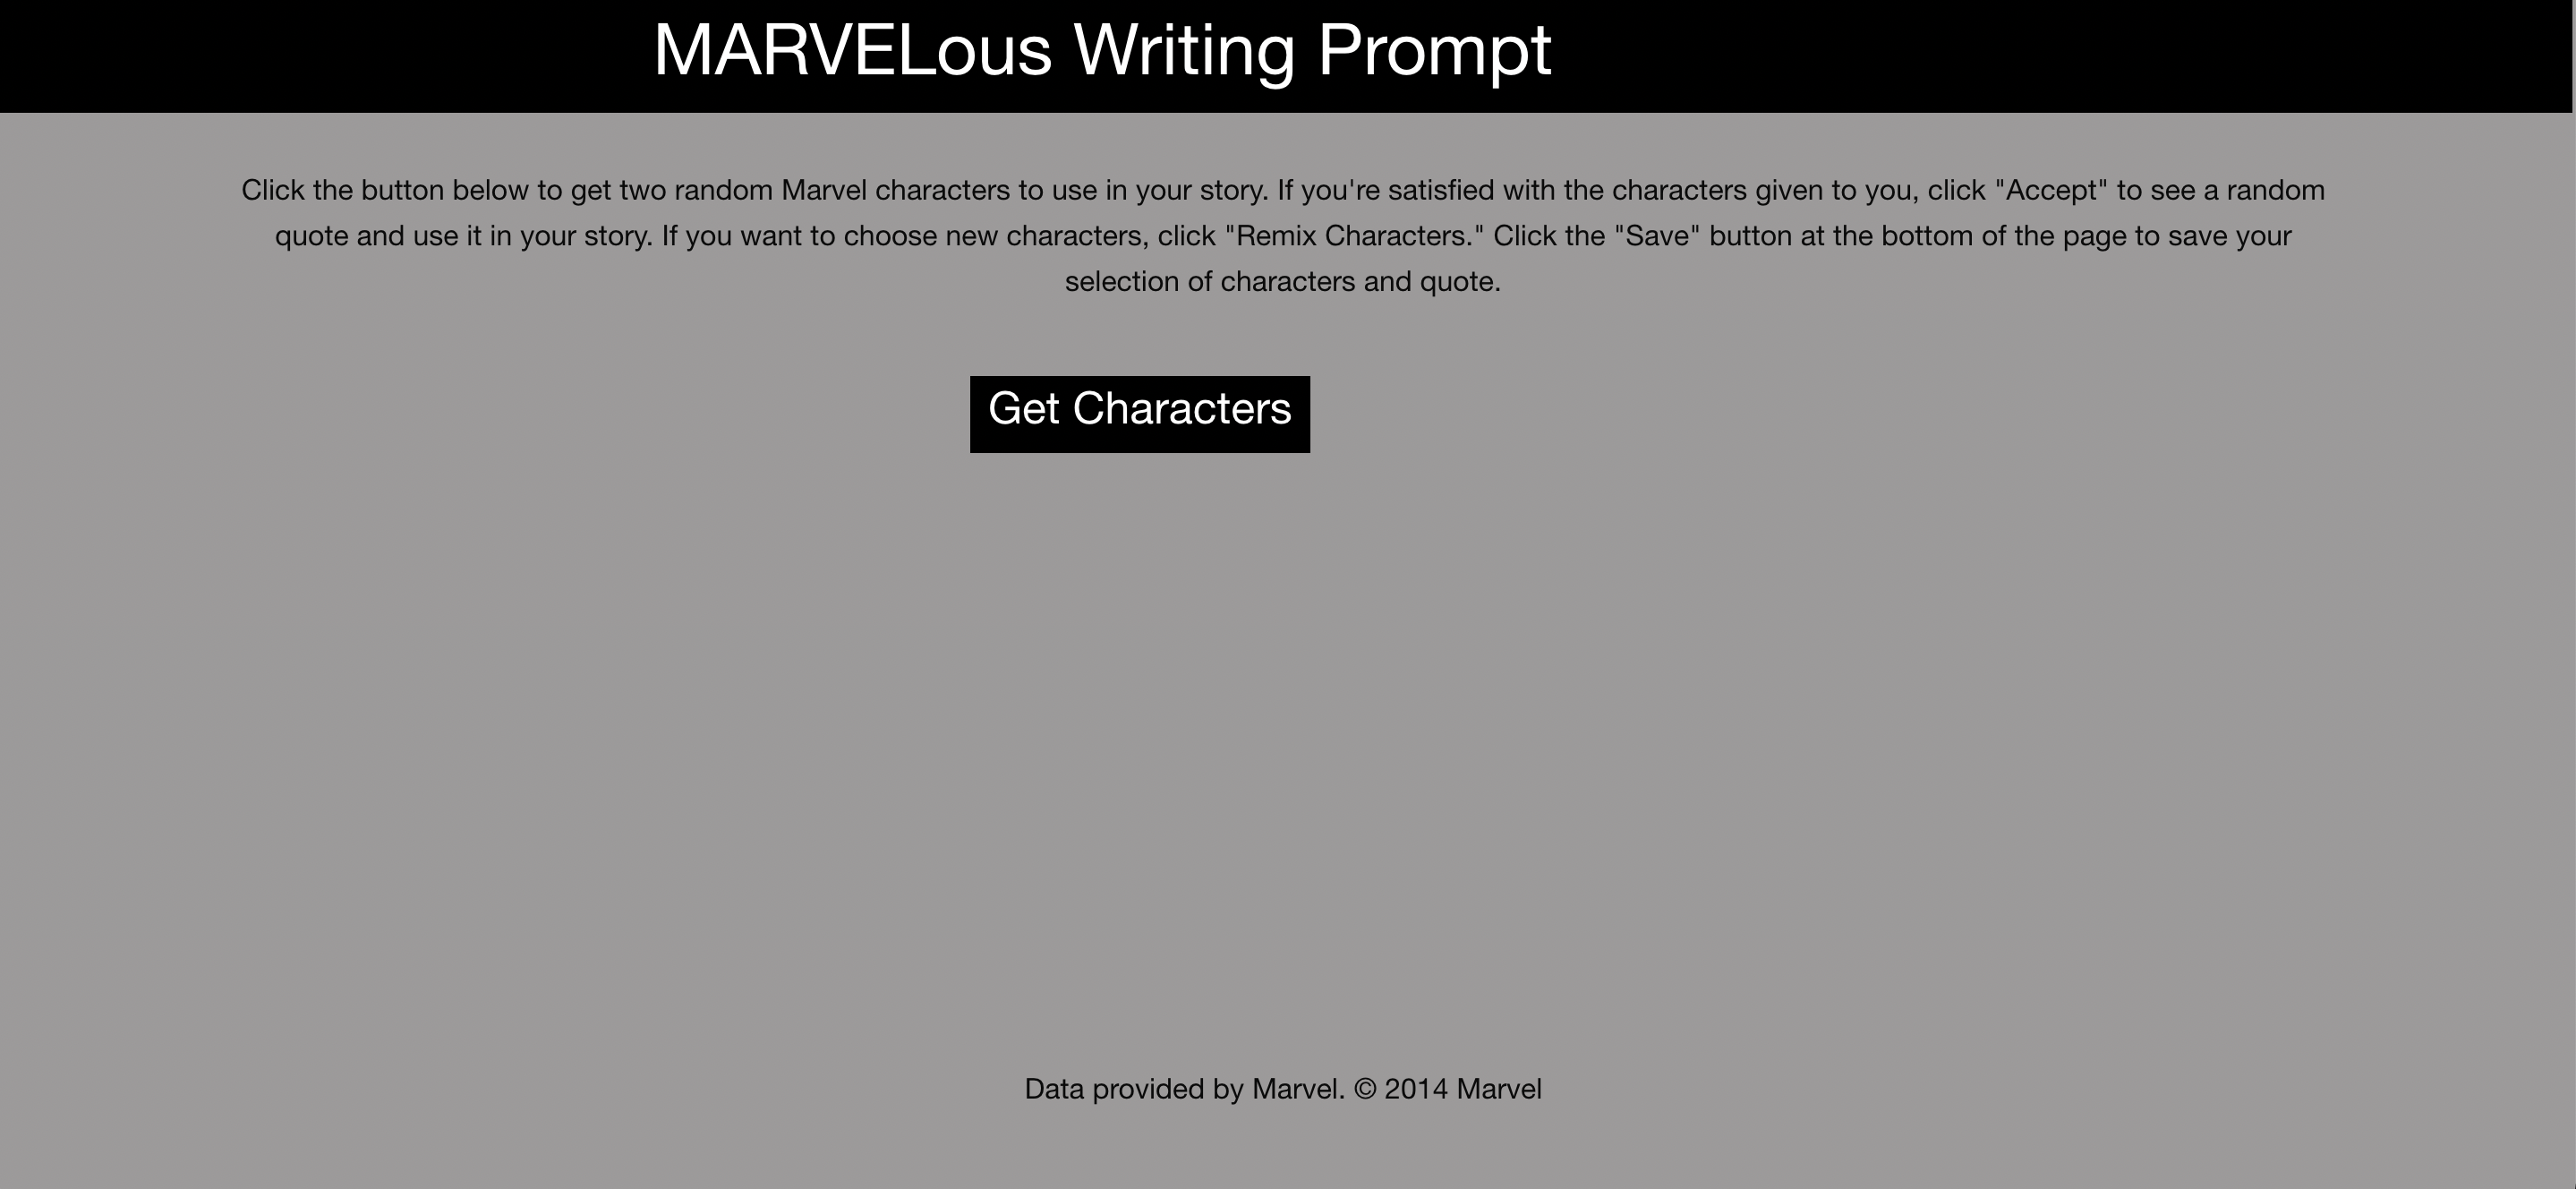 MARVELous Writing Prompt
Click the button below to get two random Marvel characters to use in your story. If you're satisfied with the characters given to you, click "Accept" to see a random
quote and use it in your story. If you want to choose new characters, click "Remix Characters." Click the "Save" button at the bottom of the page to save your
selection of characters and quote.
Get Characters
Data provided by Marvel. © 2014 Marvel